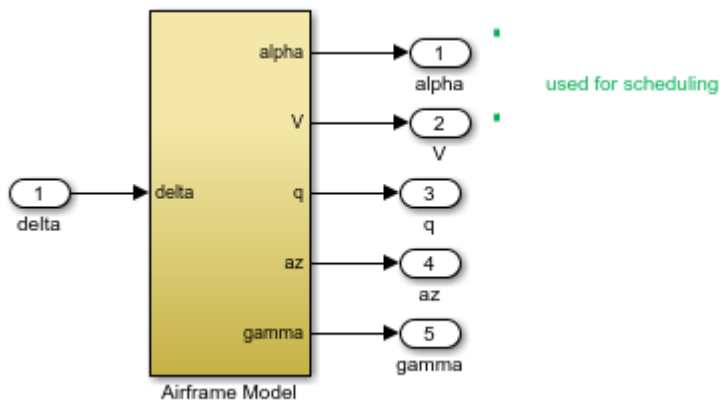 alpha
1
alpha
used for scheduling
V
2
V
1
delta
delta
q
3
q
az
4
az
gamma
5
gamma
Airframe Model